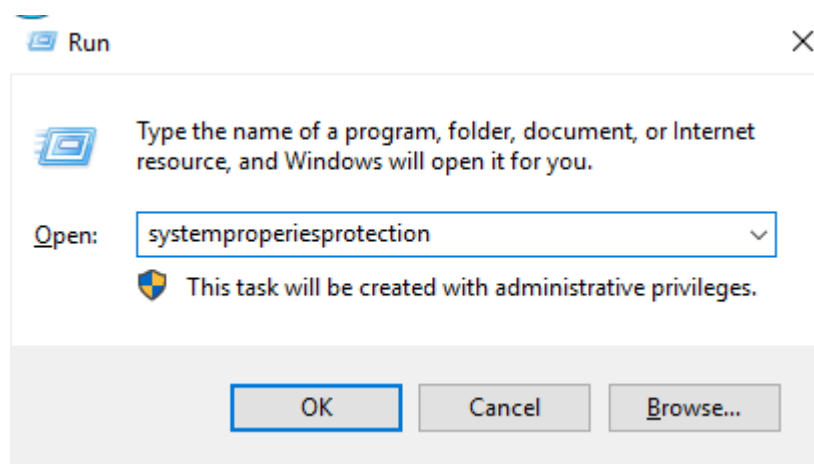 Run
Type the name of a program, folder, document, or Internet
resource, and Windows will open it for you.
Open: systemproperiesprotection
This task will be created with administrative privileges.
OK Cancel Browse...